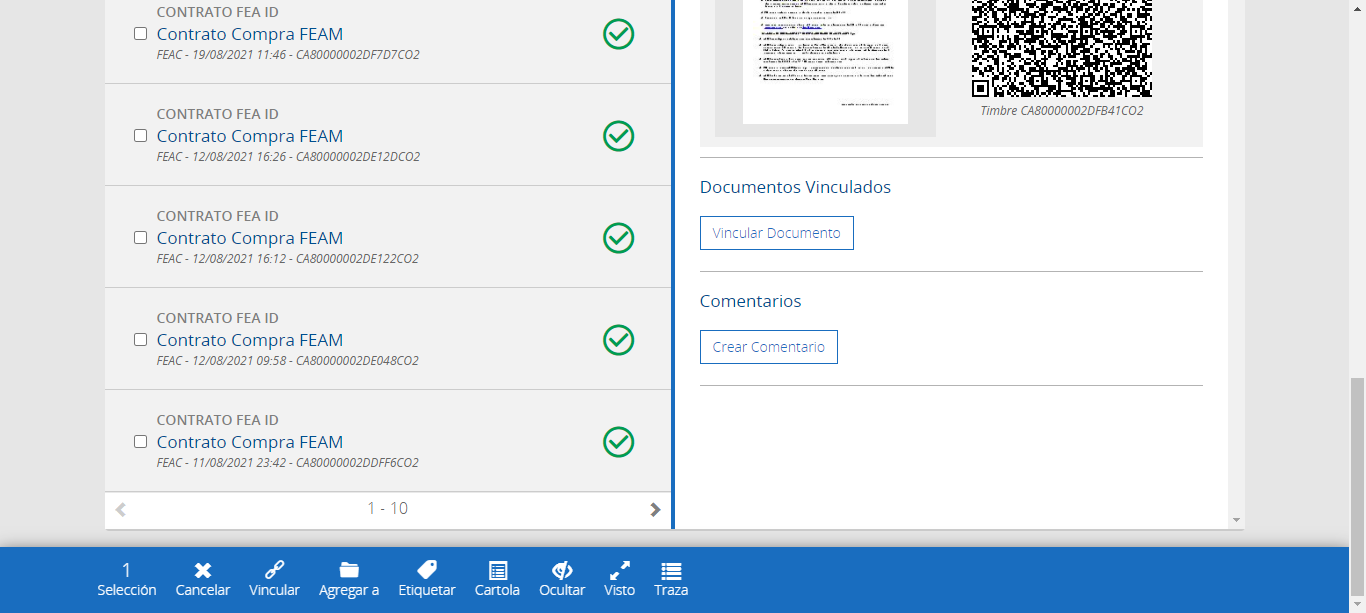 CONTRATO FEA ID
Contrato Compra FEAM
FEAC - 19/08/2021 11:46 - CA80000002DF7D7CO2
CONTRATO FEA ID
Contrato Compra FEAM
FEAC - 12/08/2021 16:26 - CA80000002DE12DCO2
CONTRATO FEA ID
Contrato Compra FEAM
FEAC - 12/08/2021 16:12 - CA80000002DE122CO2
CONTRATO FEA ID
Contrato Compra FEAM
FEAC - 12/08/2021 09:58 - CA80000002DE048CO2
CONTRATO FEA ID
Contrato Compra FEAM
FEAC - 11/08/2021 23:42 - CA80000002DDFF6CO2
1 - 10
Timbre CA80000002DFB41CO2
Documentos Vinculados
Vincular Documento
Comentarios
Crear Comentario
1
Selección
Cancelar
Vincular
Agregar a
Etiquetar
Cartola
Ocultar
Visto
Traza